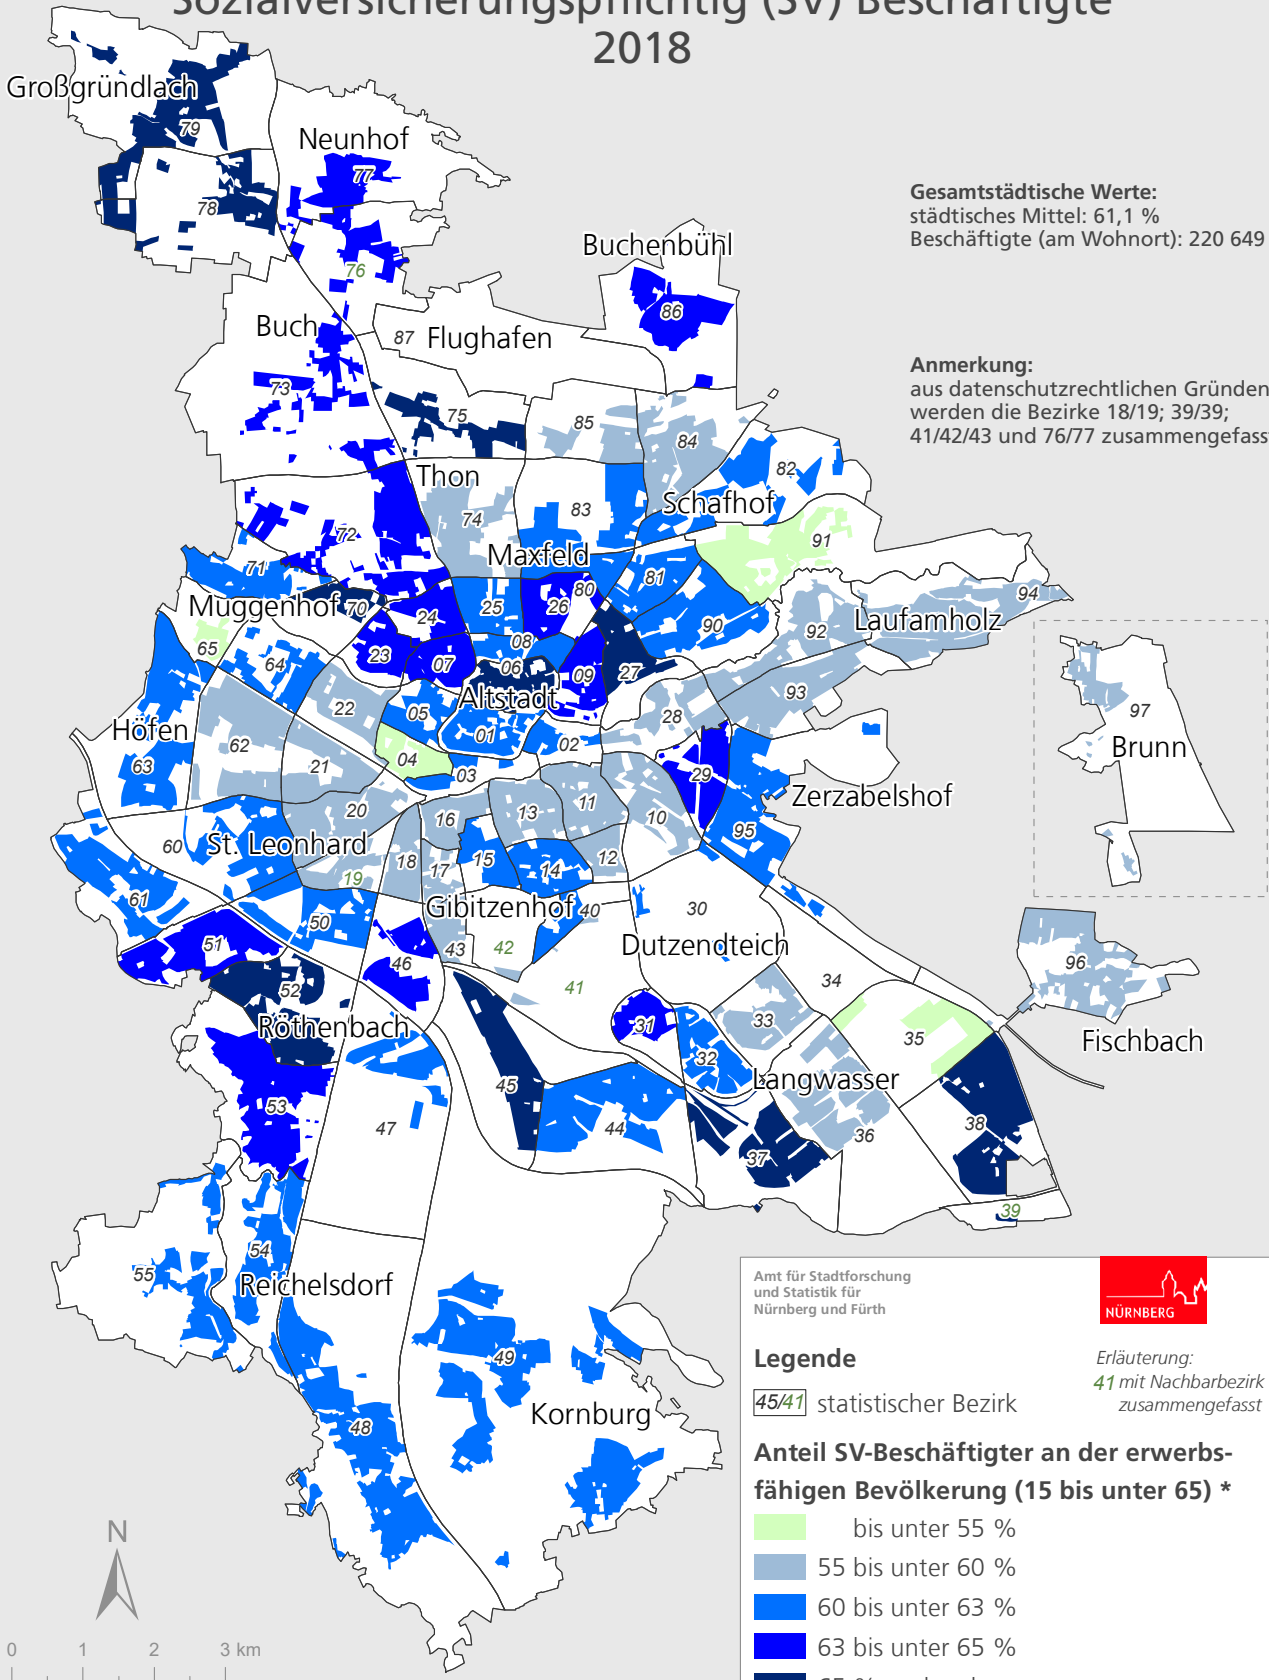 Sozialversicherungspflichtig (SV) Beschäftigte
2018
Gesamtstädtische Werte:
städtisches Mittel: 61,1 %
Beschäftigte (am Wohnort): 220 649
Anmerkung:
aus datenschutzrechtlichen Gründen
werden die Bezirke 18/19; 39/39;
41/42/43 und 76/77 zusammengefasst
Großgründlach
79
Neunhof
77
78
Buchenbühl
76
86
Buch
87 Flughafen
73
75
85
84
82
Thon
74
83
Schafhof
72
91
Maxfeld
71
81
80
94
Muggenhof
70
24
25
26
Laufamholz
90
92
65
64
23
07
08
06
09
27
93
22
Altstadt
05
28
Höfen
62
01
02
97
Brunn
63
21
04
03
29
Zerzabelshof
20
16
13
11
10
95
60
St. Leonhard
18
17
15
14
12
19
61
50
Gibitzenhof
40
30
51
46
43
42
Dutzendteich
96
52
41
34
Röthenbach
31
33
35
Fischbach
32
Langwasser
53
45
47
44
36
38
37
39
54
55
Reichelsdorf
49
48
Kornburg
N
0 1 2 3 km
Amt für Stadtforschung
und Statistik für
Nürnberg und Fürth
NÜRNBERG
Legende
Erläuterung:
41 mit Nachbarbezirk
zusammengefasst
45/41 statistischer Bezirk
Anteil SV-Beschäftigter an der erwerbs-
fähigen Bevölkerung (15 bis unter 65) *
bis unter 55 %
55 bis unter 60 %
60 bis unter 63 %
63 bis unter 65 %